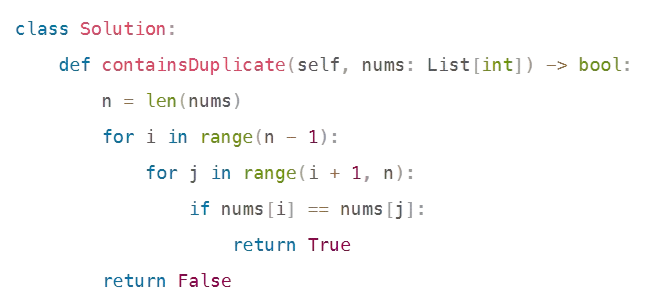 class Solution:
    def containsDuplicate(self, nums: List[int]) -> bool:
        n = len(nums)
        for i in range(n - 1):
            for j in range(i + 1, n):
                if nums[i] == nums[j]:
                    return True
        return False